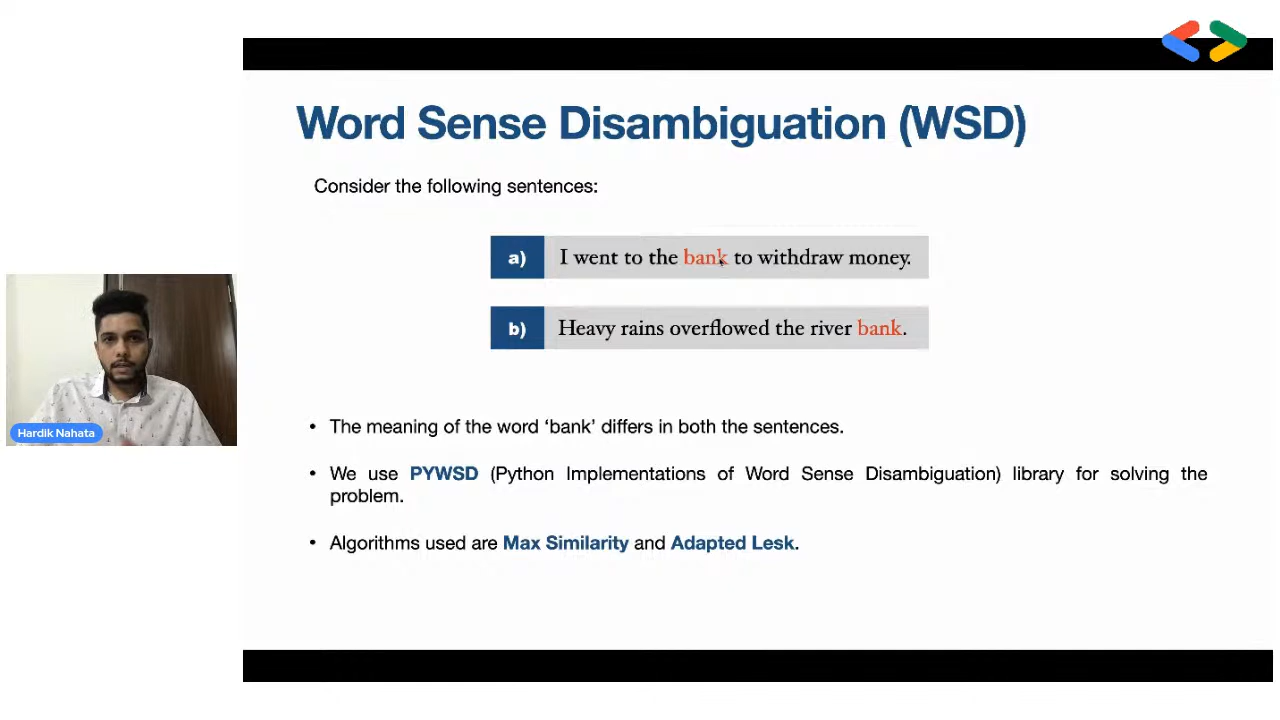 Word Sense Disambiguation (WSD)
Consider the following sentences:
a) I went to the bank to withdraw money.
b) Heavy rains overflowed the river bank.
Hardik Nahata
• The meaning of the word ‘bank’ differs in both the sentences.
• We use PYWSD (Python Implementations of Word Sense Disambiguation) library for solving the
problem.
• Algorithms used are Max Similarity and Adapted Lesk.